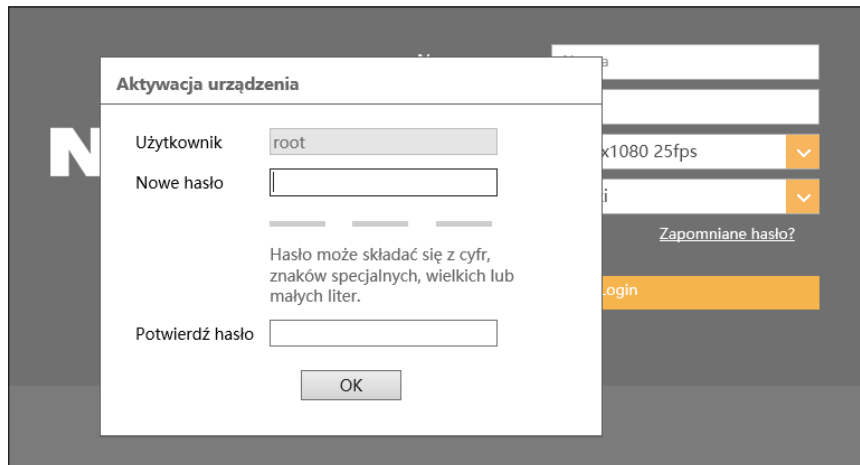 Aktywacja urządzenia
Użytkownik
root
Nowe hasło
Hasło może składać się z cyfr,
znaków specjalnych, wielkich lub
małych liter.
Potwierdź hasło
OK
x1080 25fps
Zapomniane hasło?
Login